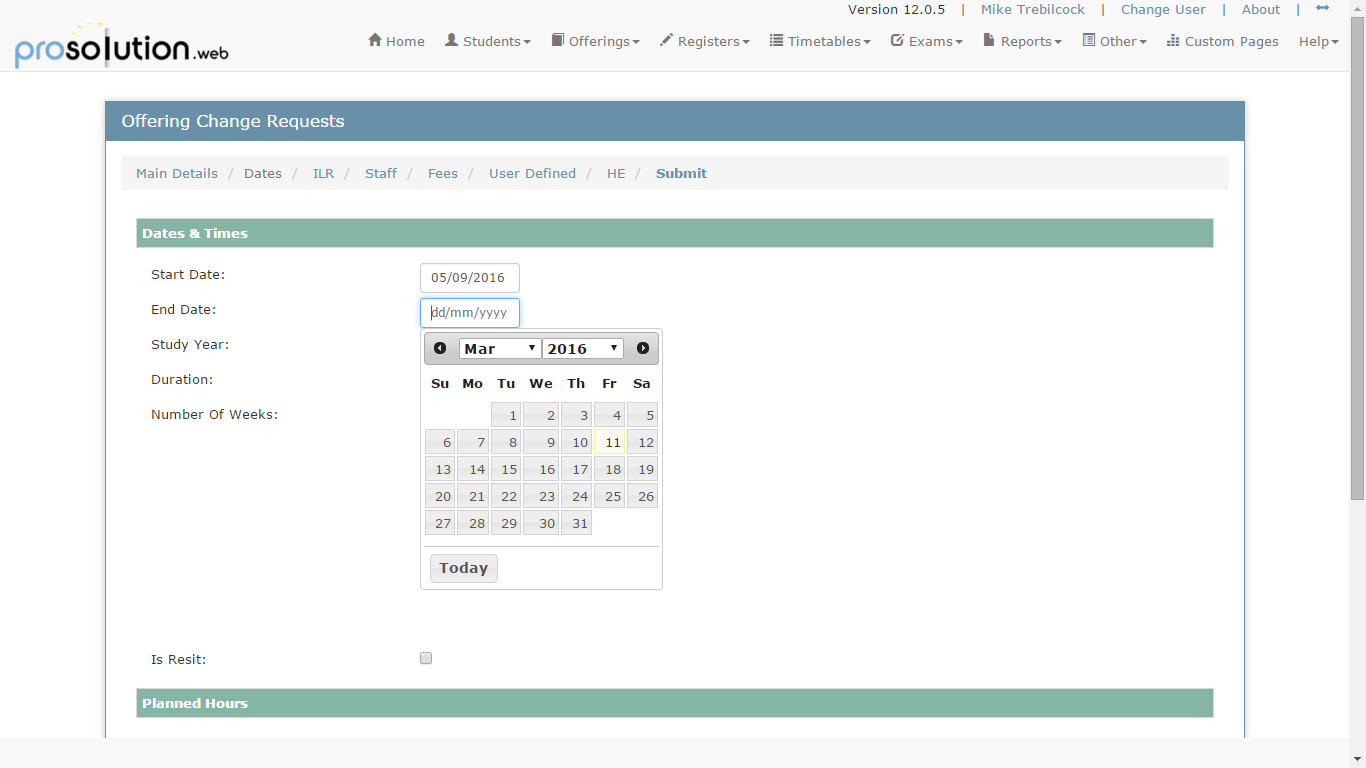 Version 12.0.5 | Mike Trebilcock | Change User | About |
prosolution.web
Home Students Offerings Registers Timetables Exams Reports Other Custom Pages Help
Offering Change Requests
Main Details / Dates / ILR / Staff / Fees / User Defined / HE / Submit
Dates & Times
Start Date: 05/09/2016
End Date: dd/mm/yyyy
Study Year:
Duration:
Number Of Weeks:
Mar 2016
Su Mo Tu We Th Fr Sa
1 2 3 4 5
6 7 8 9 10 11 12
13 14 15 16 17 18 19
20 21 22 23 24 25 26
27 28 29 30 31
Today
Is Resit:
Planned Hours